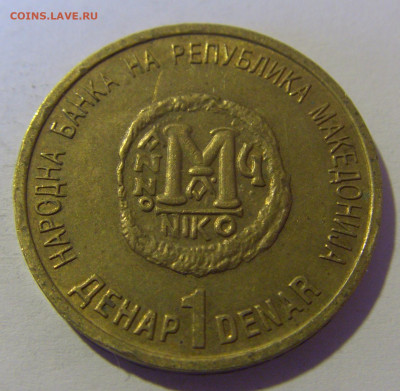 COINS.LAVE.RU
НАРОДНА БАНКА НА РЕПУБЛИКА МАКЕДОНИЈА
M
NIKO
ДЕНАР 1 DENAR